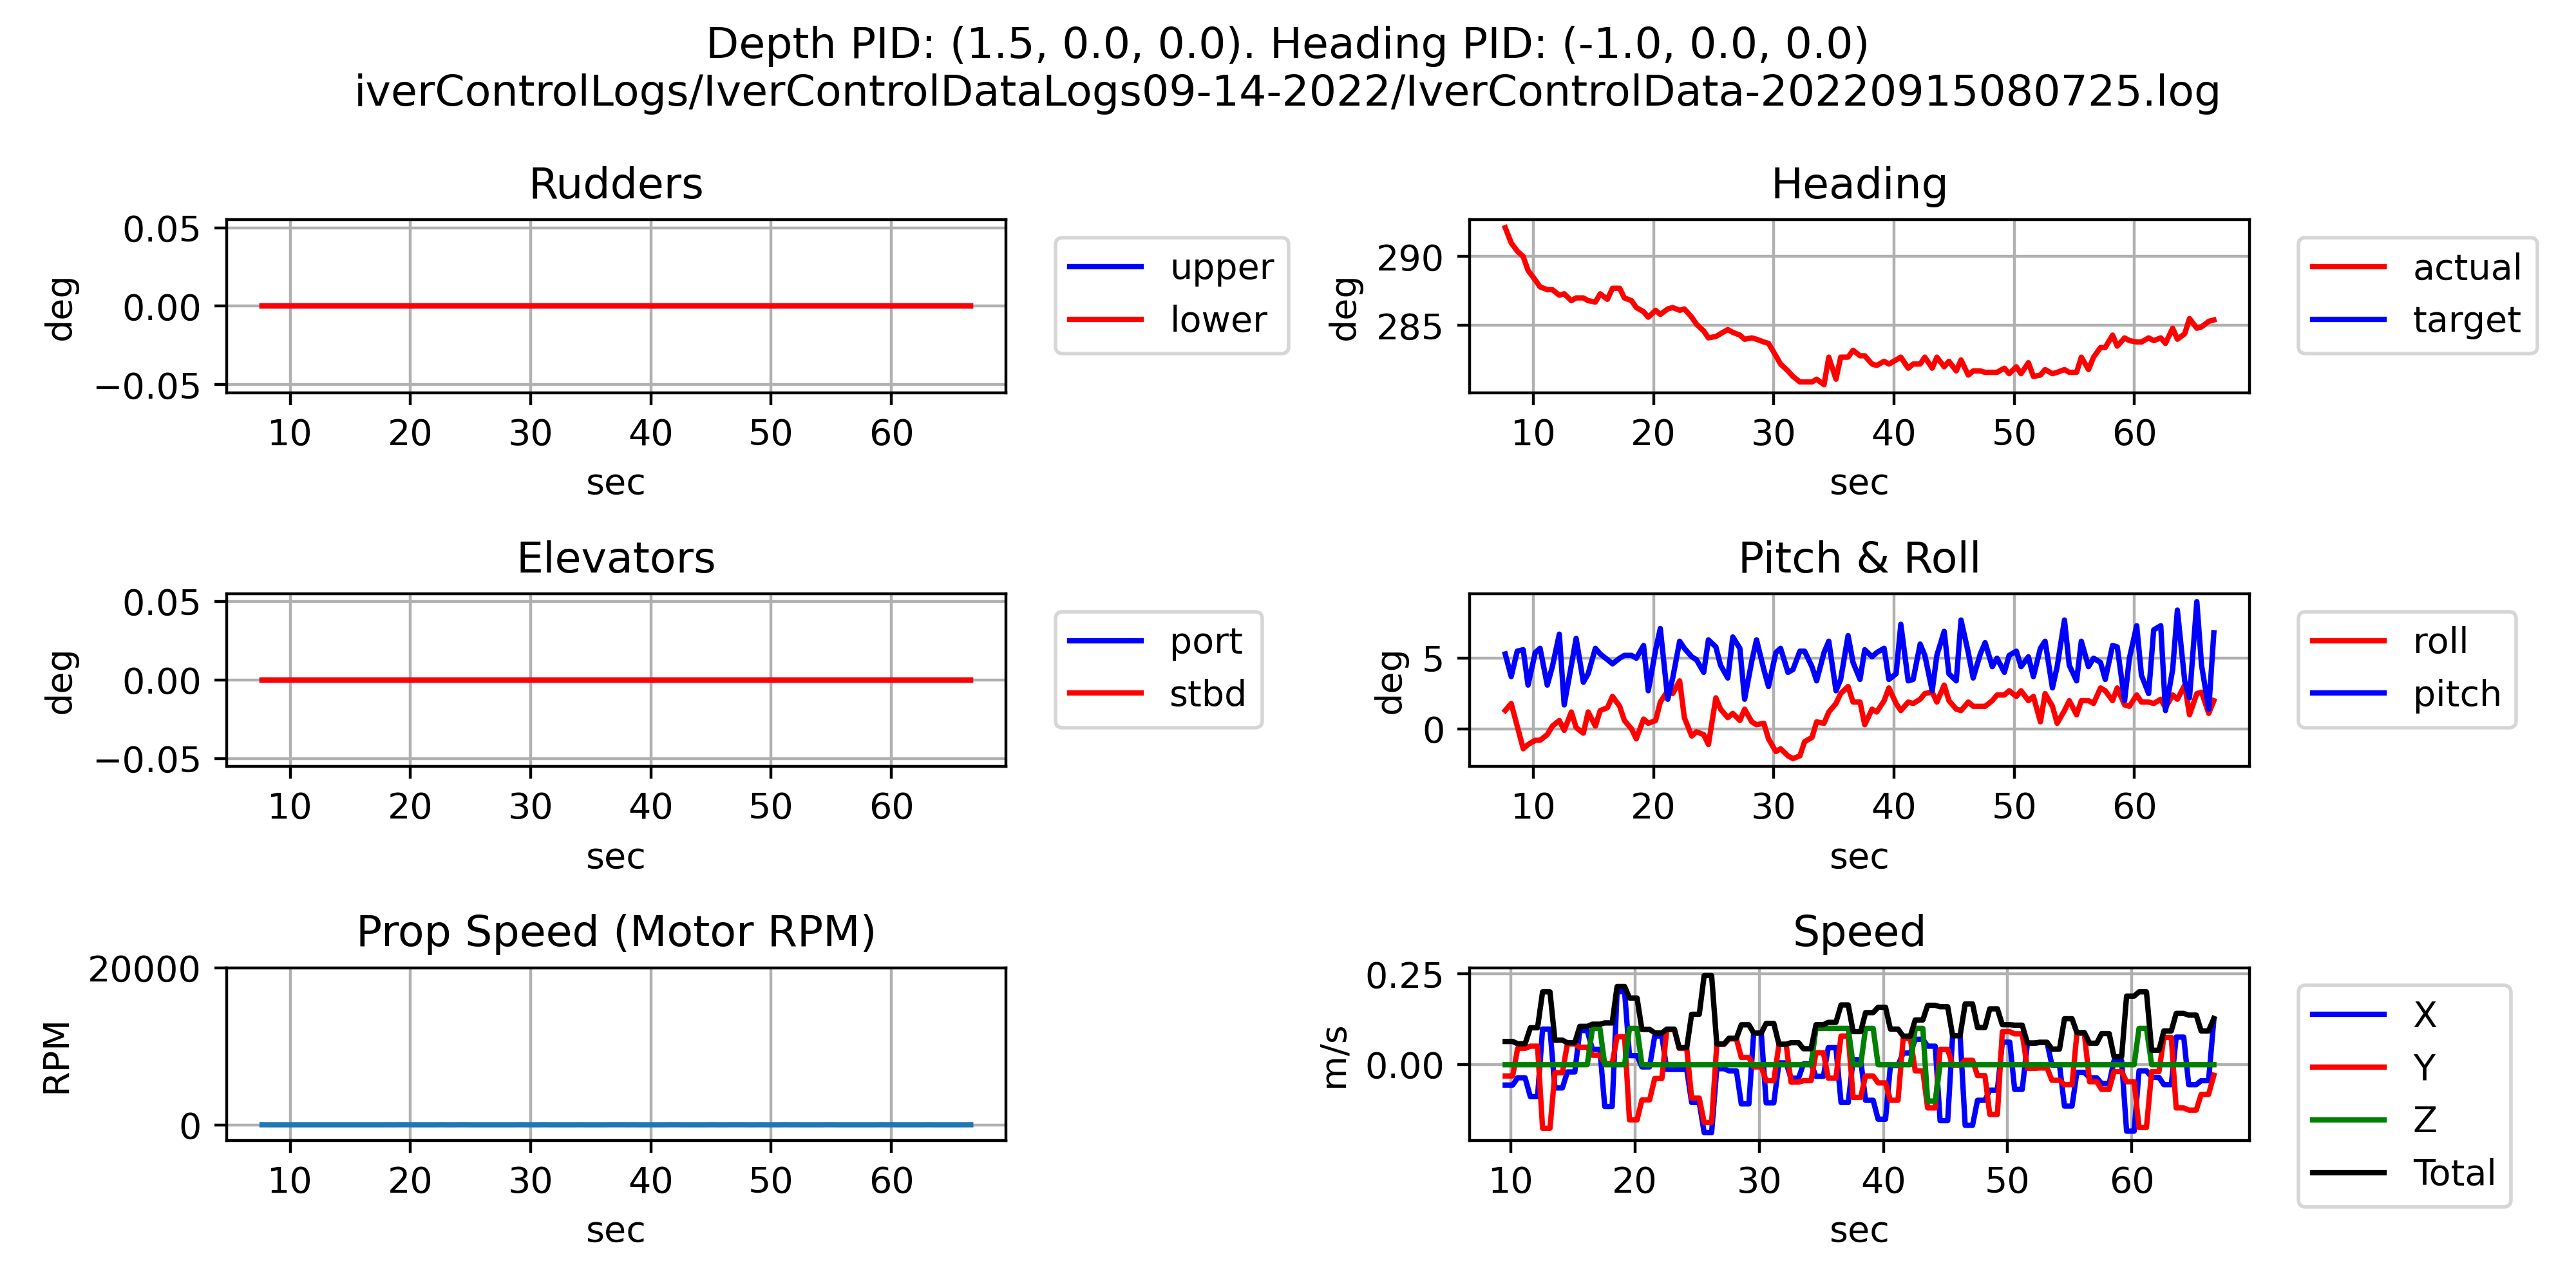 Depth PID: (1.5, 0.0, 0.0). Heading PID: (-1.0, 0.0, 0.0)
iverControlLogs/IverControlDataLogs09-14-2022/IverControlData-20220915080725.log
Rudders
0.05
0.00
−0.05
deg
10 20 30 40 50 60
sec
upper
lower
Heading
290
285
deg
10 20 30 40 50 60
sec
actual
target
Elevators
0.05
0.00
−0.05
deg
10 20 30 40 50 60
sec
port
stbd
Pitch & Roll
5
0
deg
10 20 30 40 50 60
sec
roll
pitch
Prop Speed (Motor RPM)
20000
0
RPM
10 20 30 40 50 60
sec
Speed
0.25
0.00
m/s
10 20 30 40 50 60
sec
X
Y
Z
Total